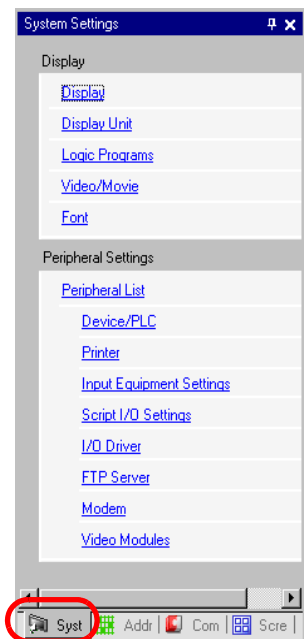 System Settings
Display
Display
Display Unit
Logic Programs
Video/Movie
Font
Peripheral Settings
Peripheral List
Device/PLC
Printer
Input Equipment Settings
Script I/O Settings
I/O Driver
FTP Server
Modem
Video Modules
Syst Addr Com Scre